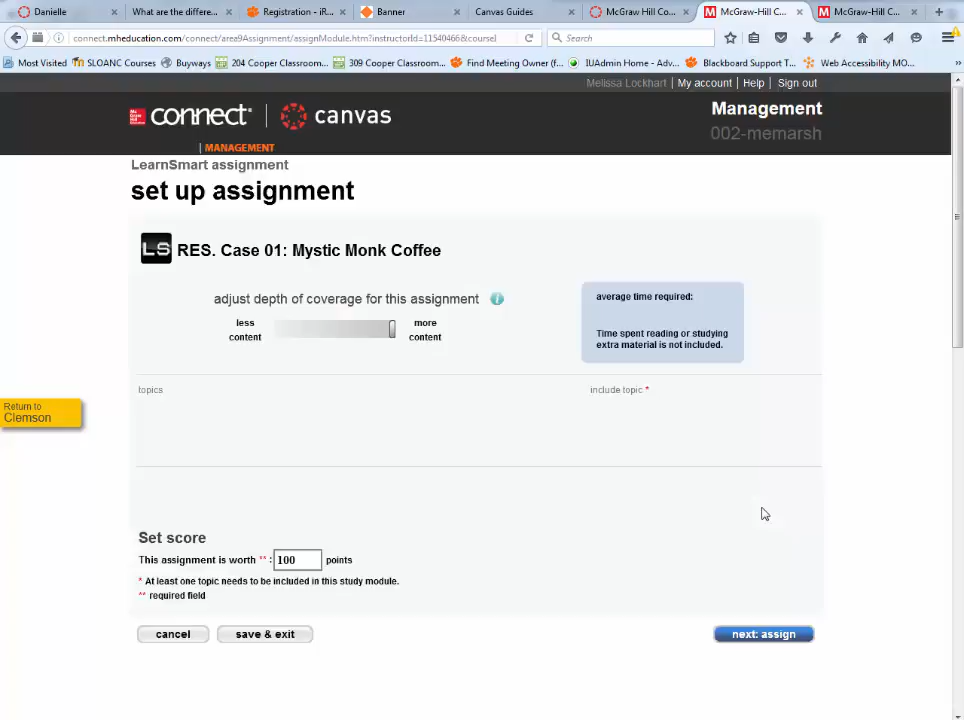 Danielle × What are the differe... × Registration - iR... × Banner × Canvas Guides × McGraw Hill Co... × McGraw-Hill C... × McGraw-Hill C... × +
connect.mheducation.com/connect/area9Assignment/assignModule.htm?instructorId=11540466&coursel Search
Most Visited SLOANC Courses Buyways 204 Cooper Classroom... 309 Cooper Classroom... Find Meeting Owner (f... IUAdmin Home - Adv... Blackboard Support T... Web Accessibility MO... »
Melissa Lockhart | My account | Help | Sign out
Mc Graw Hill connect | canvas
Management
002-memarsh
| MANAGEMENT
LearnSmart assignment
set up assignment
LS RES. Case 01: Mystic Monk Coffee
adjust depth of coverage for this assignment i
less content
more content
average time required:
Time spent reading or studying
extra material is not included.
topics include topic *
Return to
Clemson
Set score
This assignment is worth ** : 100 points
* At least one topic needs to be included in this study module.
** required field
cancel save & exit next: assign